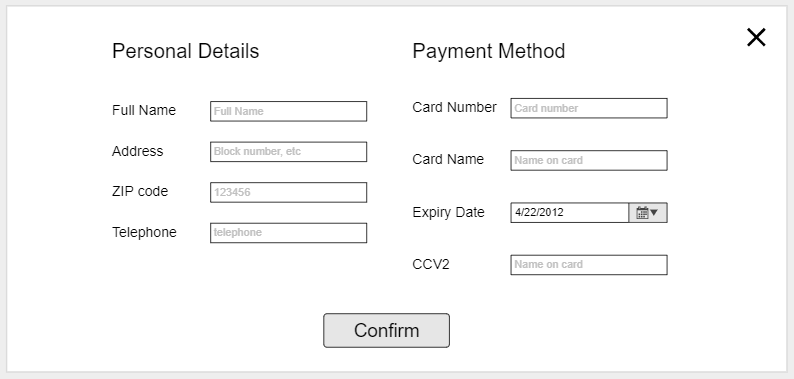 Personal Details
Full Name Full Name
Address Block number, etc
ZIP code 123456
Telephone telephone
Payment Method
Card Number Card number
Card Name Name on card
Expiry Date 4/22/2012
CCV2 Name on card
Confirm